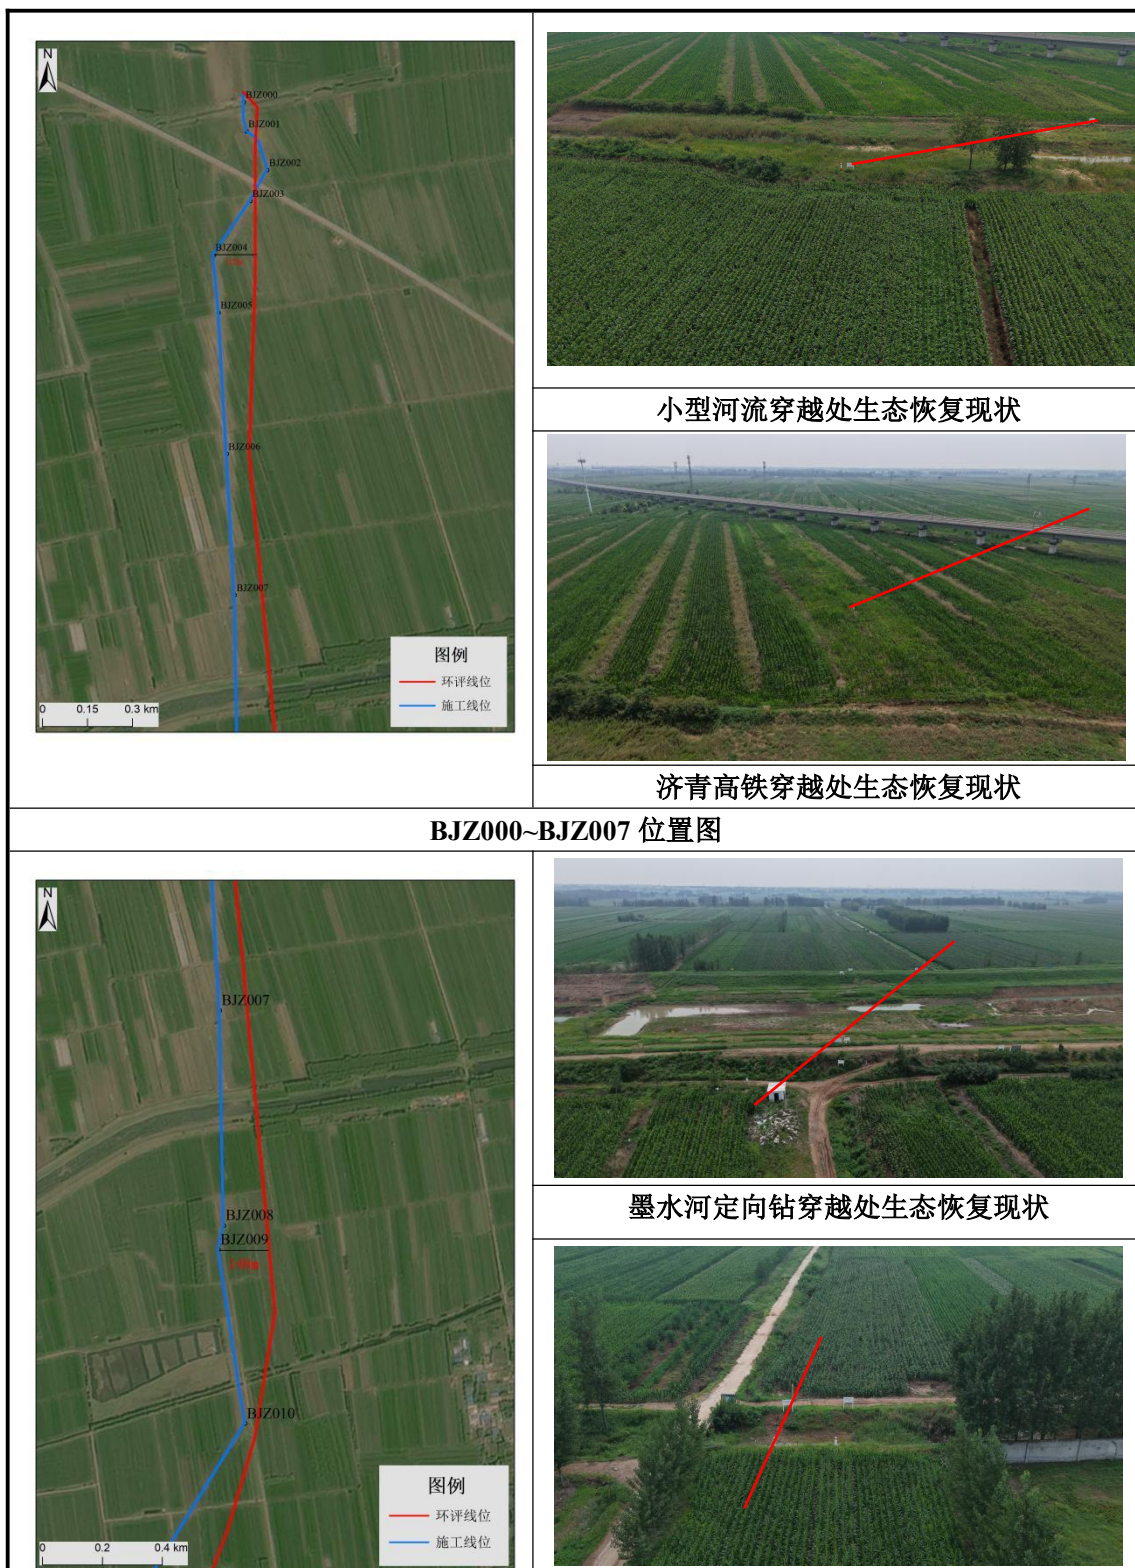 N
BJZ000
BJZ001
BJZ002
BJZ003
BJZ004
BJZ005
BJZ006
BJZ007
图例
环评线位
施工线位
0 0.15 0.3 km
小型河流穿越处生态恢复现状
济青高铁穿越处生态恢复现状
BJZ000~BJZ007 位置图
N
BJZ007
BJZ008
BJZ009
BJZ010
图例
环评线位
施工线位
0 0.2 0.4 km
墨水河定向钻穿越处生态恢复现状